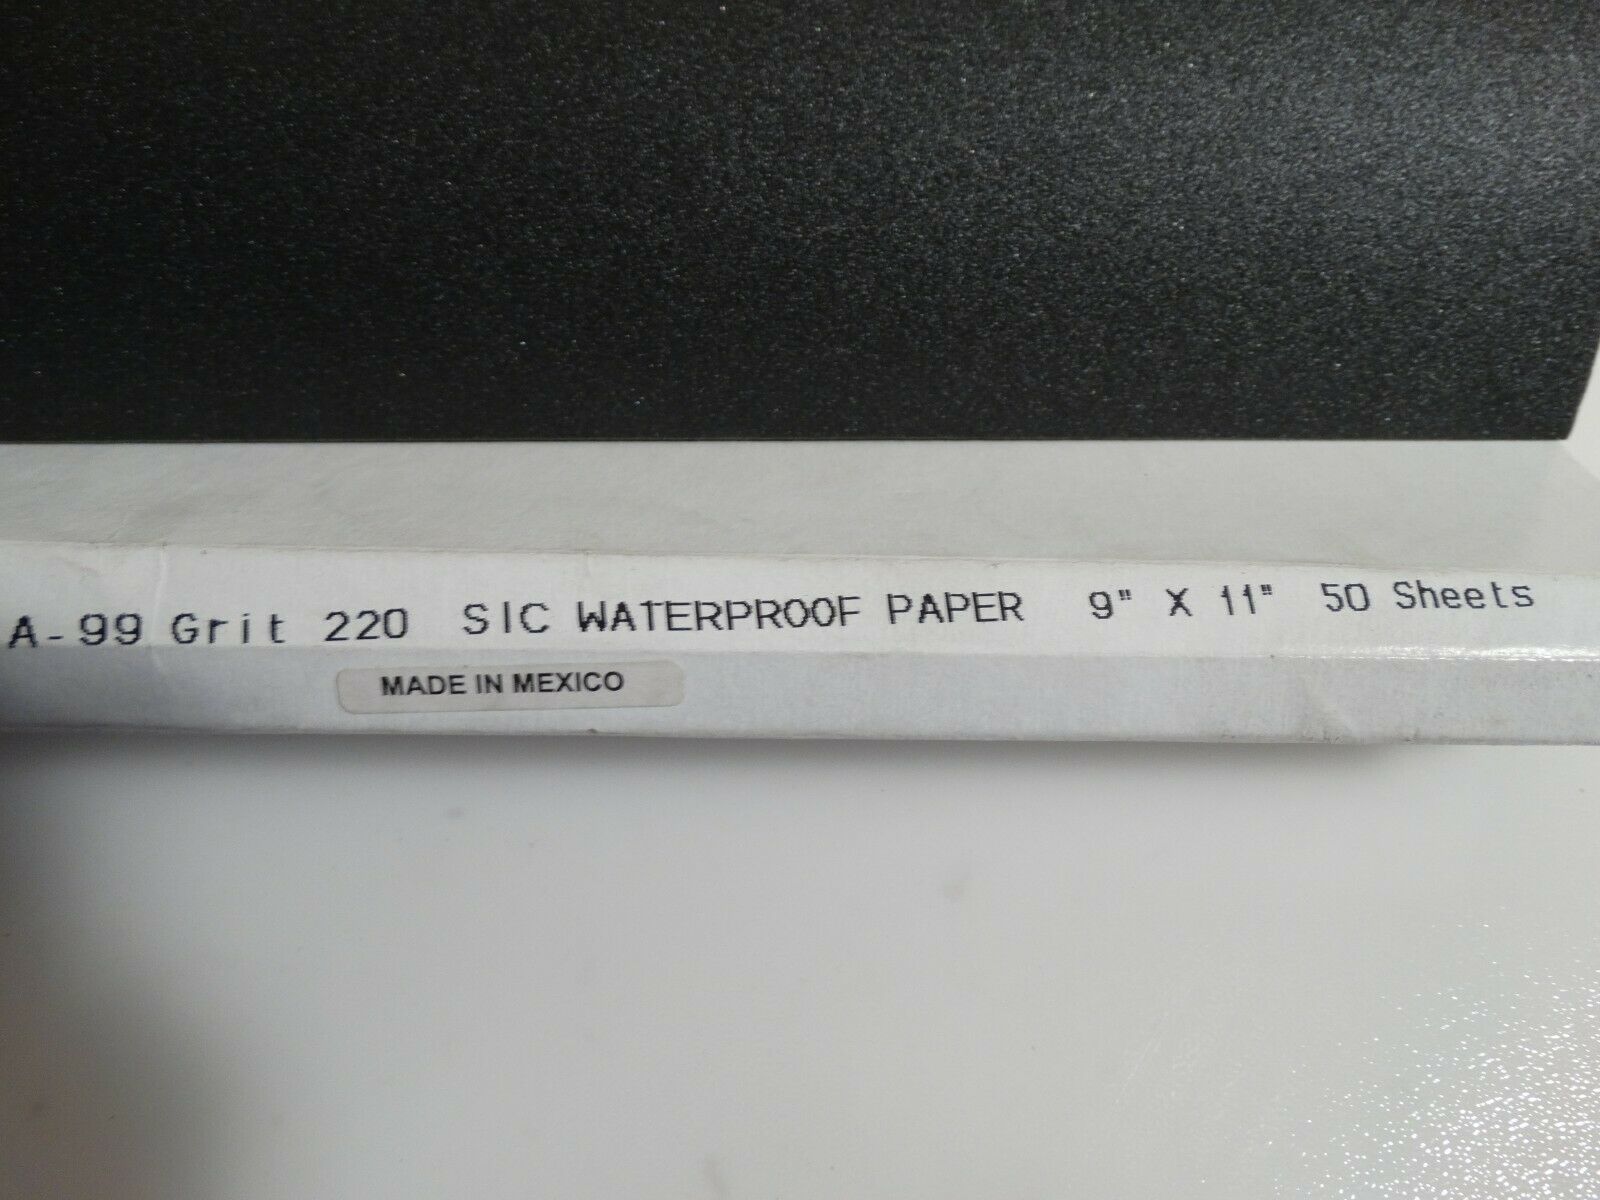 A-99 Grit 220 SIC WATERPROOF PAPER 9" X 11" 50 Sheets
MADE IN MEXICO